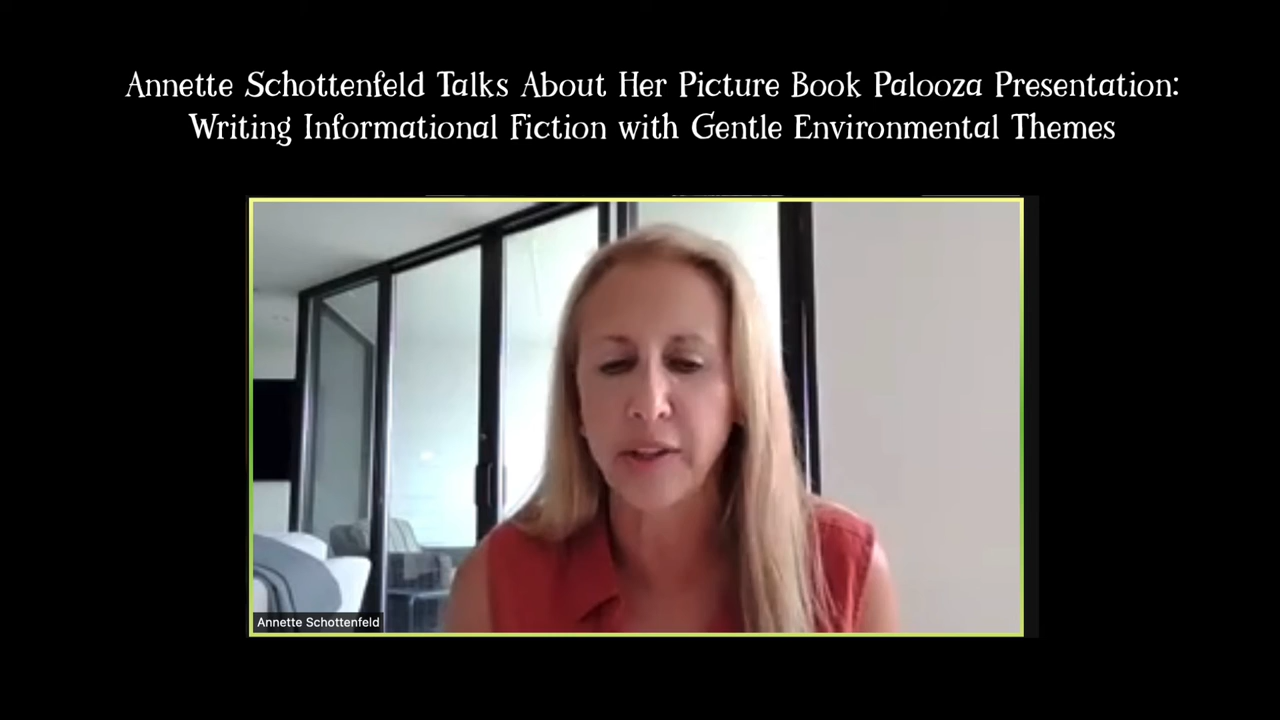 Annette Schottenfeld Talks About Her Picture Book Palooza Presentation:
Writing Informational Fiction with Gentle Environmental Themes
Annette Schottenfeld